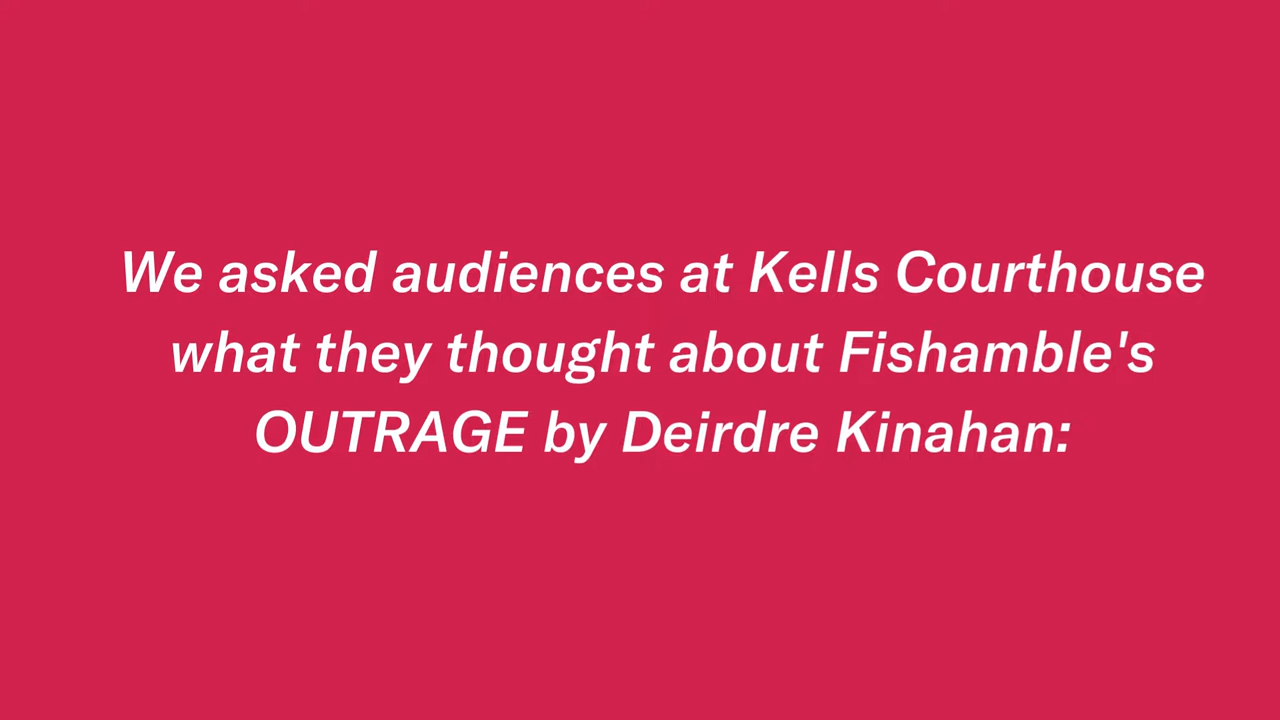 We asked audiences at Kells Courthouse
what they thought about Fishamble's
OUTRAGE by Deirdre Kinahan: